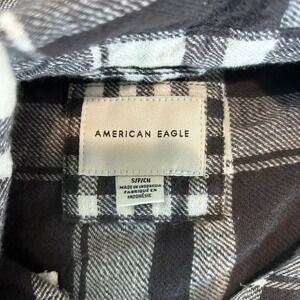 AMERICAN EAGLE
S/P/CH
MADE IN INDONESIA
FABRIQUÉ EN
INDONÉSIE